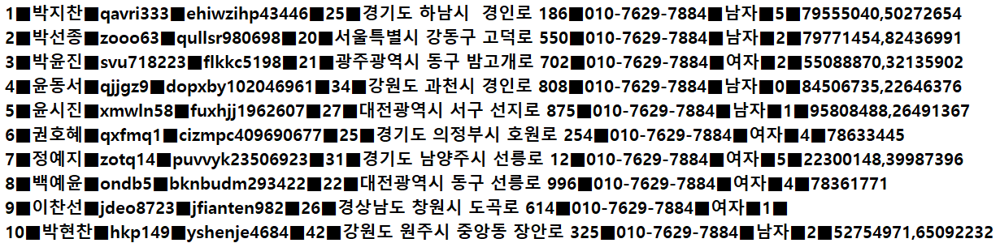 1■박지찬■qavri333■ehiwzihp43446■25■경기도 하남시  경인로 186■010-7629-7884■남자■5■79555040,50272654
2■박선종■zooo63■qullsr980698■20■서울특별시 강동구 고덕로 550■010-7629-7884■남자■2■79771454,82436991
3■박윤진■svu718223■flkkc5198■21■광주광역시 동구 밤고개로 702■010-7629-7884■여자■2■55088870,32135902
4■윤동서■qjjgz9■dopxby102046961■34■강원도 과천시 경인로 808■010-7629-7884■남자■0■84506735,22646376
5■윤시진■xmwln58■fuxhjj1962607■27■대전광역시 서구 선지로 875■010-7629-7884■남자■1■95808488,26491367
6■권호혜■qxfmq1■cizmpc409690677■25■경기도 의정부시 호원로 254■010-7629-7884■여자■4■78633445
7■정예지■zotq14■puvvyk23506923■31■경기도 남양주시 선릉로 12■010-7629-7884■여자■5■22300148,39987396
8■백예윤■ondb5■bknbudm293422■22■대전광역시 동구 선릉로 996■010-7629-7884■여자■4■78361771
9■이찬선■jdeo8723■jfianten982■26■경상남도 창원시 도곡로 614■010-7629-7884■여자■1■
10■박현찬■hkp149■yshenje4684■42■강원도 원주시 중앙동 장안로 325■010-7629-7884■남자■2■52754971,65092232